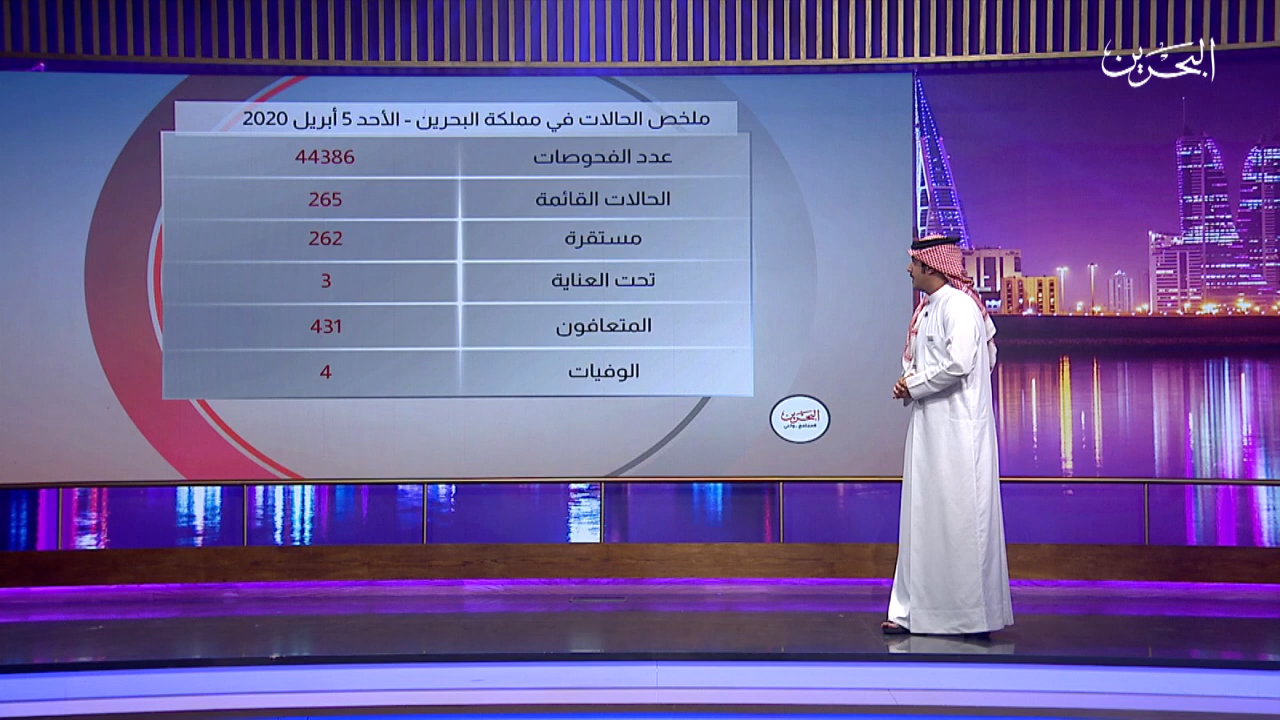 البحرين
ملخص الحالات في مملكة البحرين - الأحد 5 أبريل 2020
عدد الفحوصات 44386
الحالات القائمة 265
مستقرة 262
تحت العناية 3
المتعافون 431
الوفيات 4
البحرين